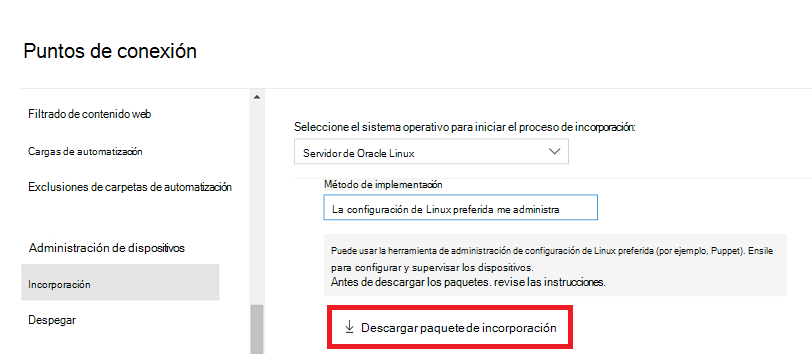 Puntos de conexión
Filtrado de contenido web
Cargas de automatización
Exclusiones de carpetas de automatización
Administración de dispositivos
Incorporación
Despegar
Seleccione el sistema operativo para iniciar el proceso de incorporación:
Servidor de Oracle Linux
Método de implementación
La configuración de Linux preferida me administra
Puede usar la herramienta de administración de configuración de Linux preferida (por ejemplo, Puppet). Ensile
para configurar y supervisar los dispositivos.
Antes de descargar los paquetes. revise las instrucciones.
Descargar paquete de incorporación